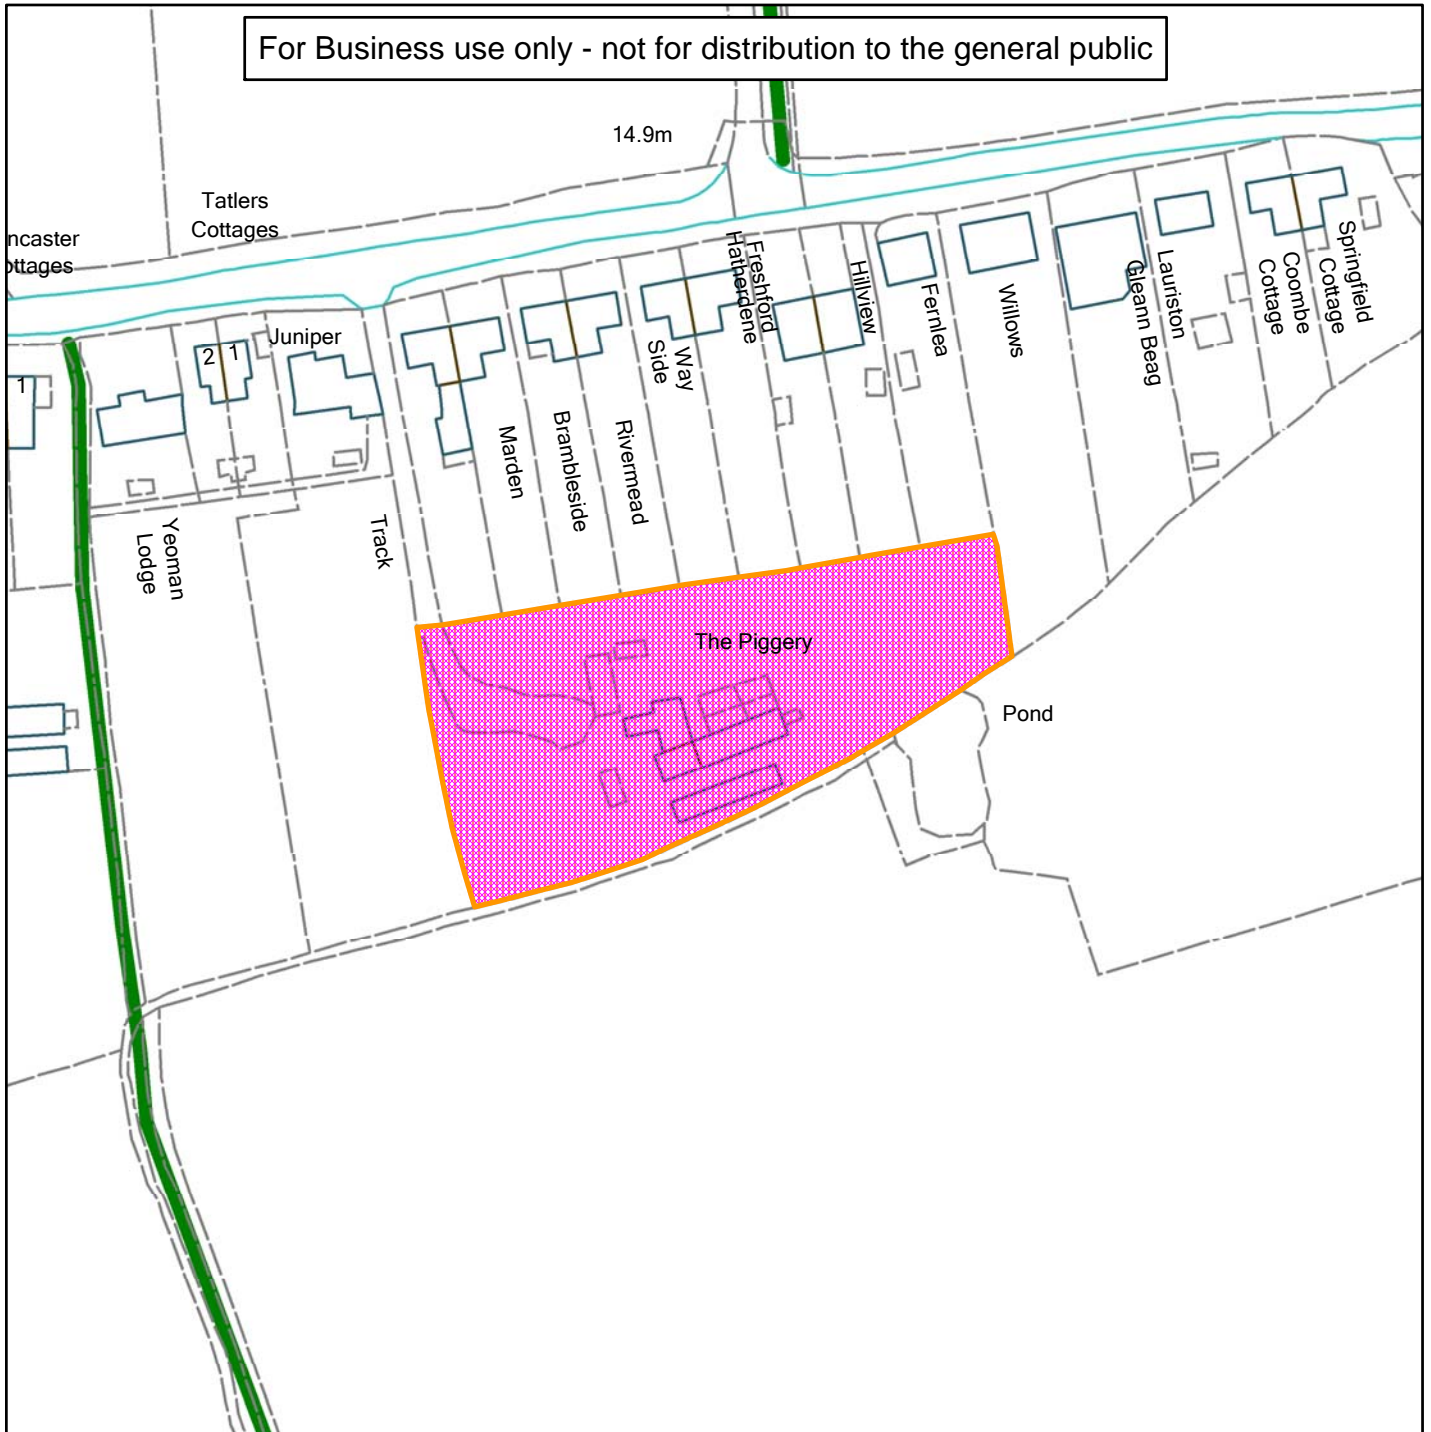 For Business use only - not for distribution to the general public
14.9m
Tatlers
Cottages
ncaster
ottages
Juniper
2
1
1
Freshford
Hatherdene
Hillview
Fernlea
Willows
Gleann Beag
Lauriston
Coombe
Cottage
Springfield
Cottage
Way
Side
Marden
Brambleside
Rivermead
Track
Yeoman
Lodge
The Piggery
Pond